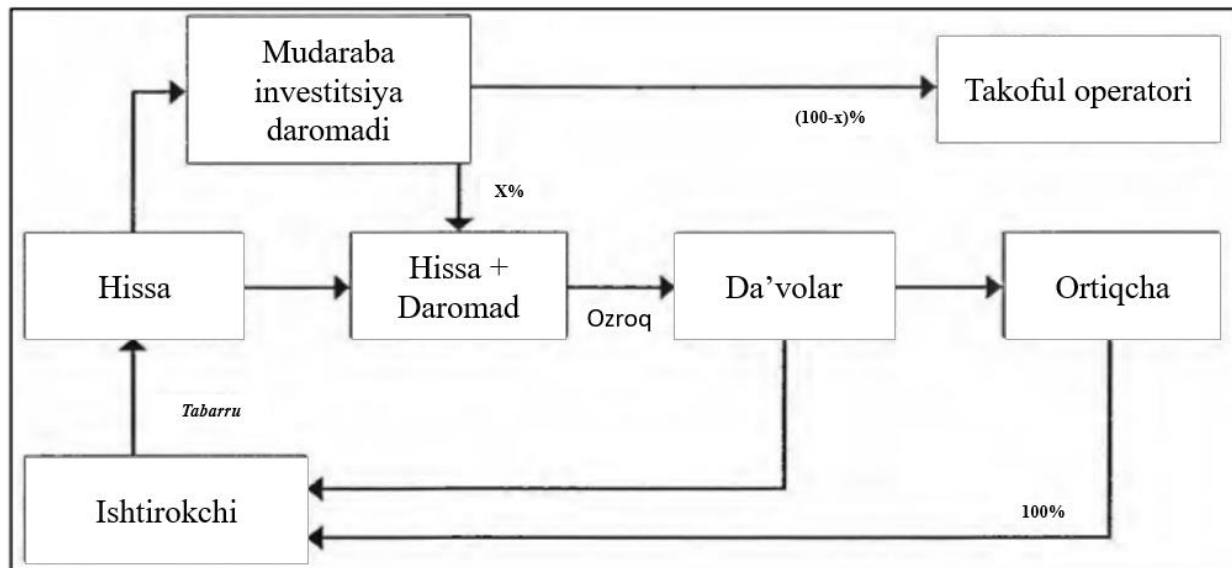 Mudaraba
investitsiya
daromadi
Takoful operatori
(100-x)%
X%
Hissa
Hissa +
Daromad
Ozroq
Da’volar
Ortiqcha
Tabarru
Ishtirokchi
100%